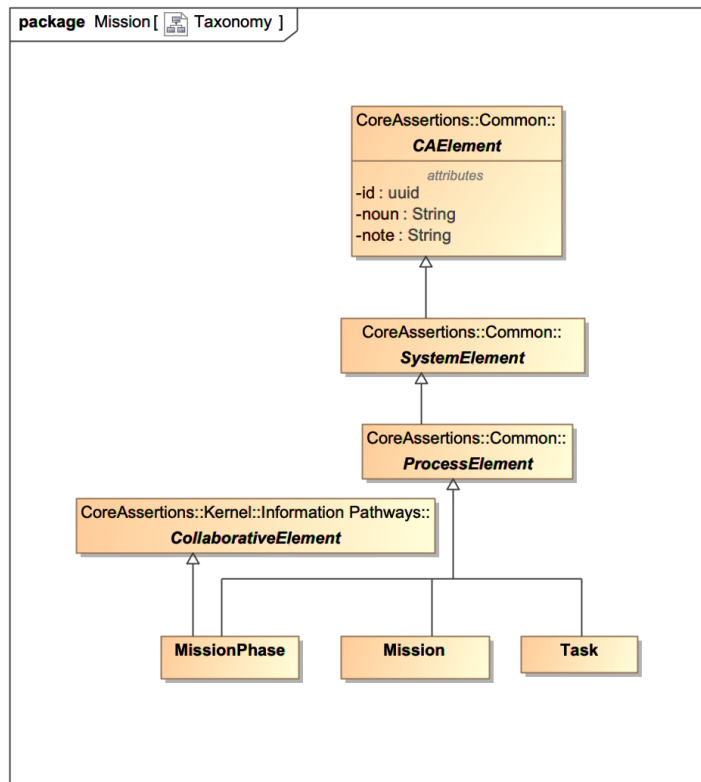 package Mission [ Taxonomy ]
CoreAssertions::Common::
CAElement
attributes
-id : uuid
-noun : String
-note : String
CoreAssertions::Common::
SystemElement
CoreAssertions::Common::
ProcessElement
CoreAssertions::Kernel::Information Pathways::
CollaborativeElement
MissionPhase
Mission
Task